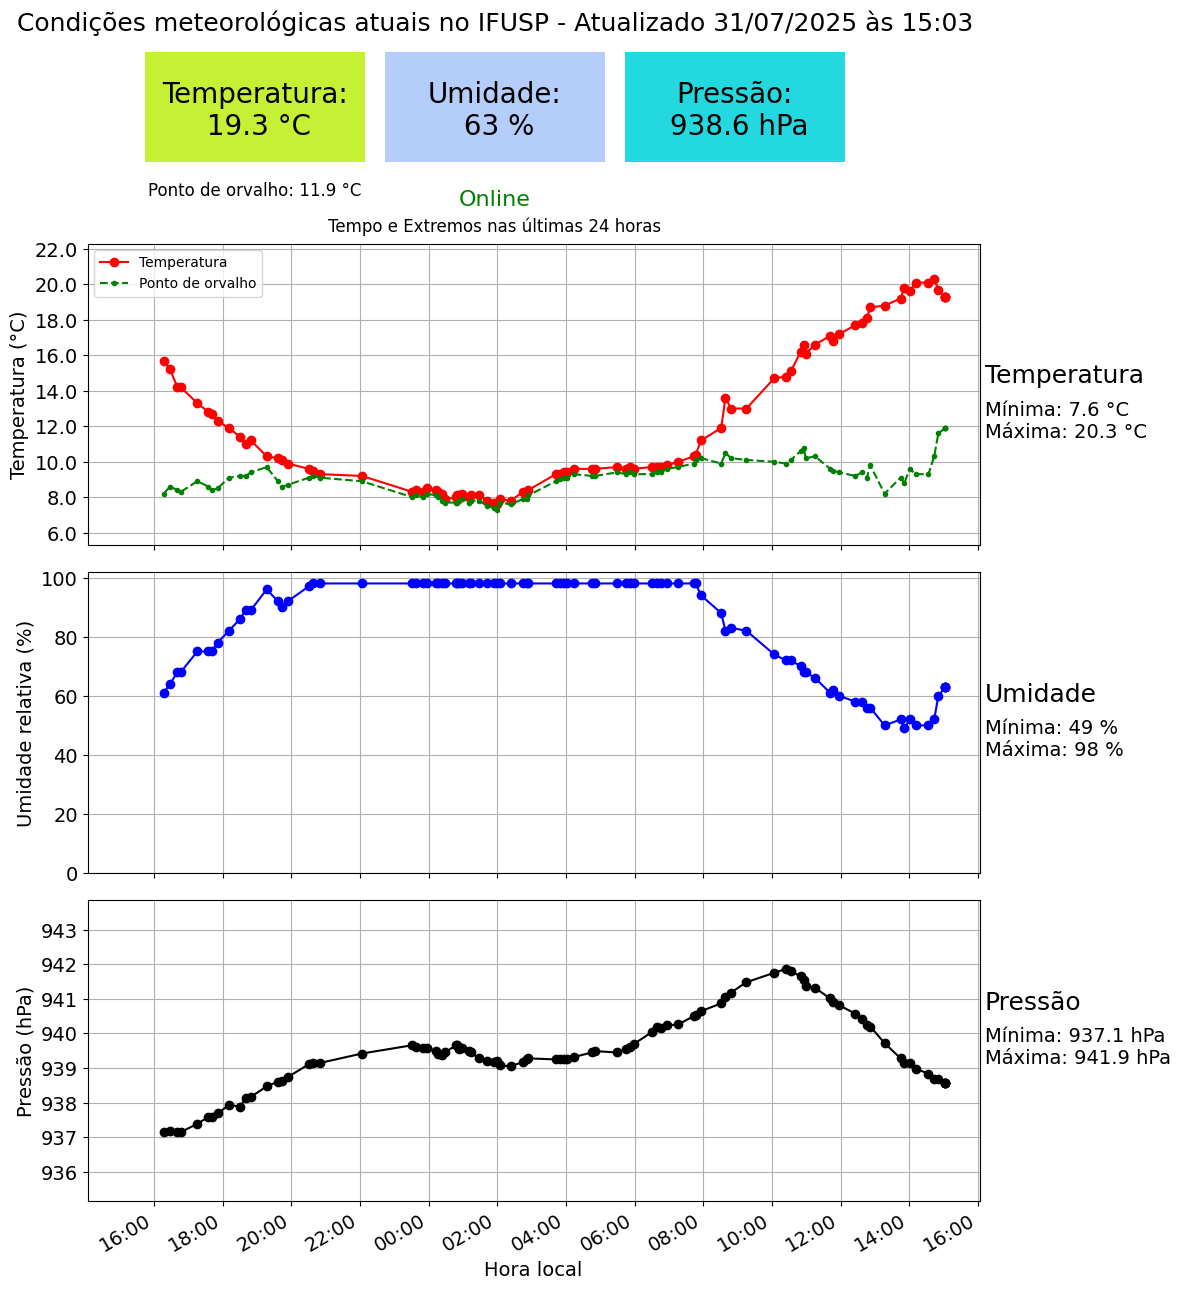 Condições meteorológicas atuais no IFUSP - Atualizado 31/07/2025 às 15:03
Temperatura:
19.3 °C
Umidade:
63 %
Pressão:
938.6 hPa
Ponto de orvalho: 11.9 °C
Online
Tempo e Extremos nas últimas 24 horas
Temperatura (°C)
22.0
20.0
18.0
16.0
14.0
12.0
10.0
8.0
6.0
Temperatura
Ponto de orvalho
Temperatura
Mínima: 7.6 °C
Máxima: 20.3 °C
Umidade relativa (%)
100
80
60
40
20
0
Umidade
Mínima: 49 %
Máxima: 98 %
Pressão (hPa)
943
942
941
940
939
938
937
936
Pressão
Mínima: 937.1 hPa
Máxima: 941.9 hPa
16:00
18:00
20:00
22:00
00:00
02:00
04:00
06:00
08:00
10:00
12:00
14:00
16:00
Hora local